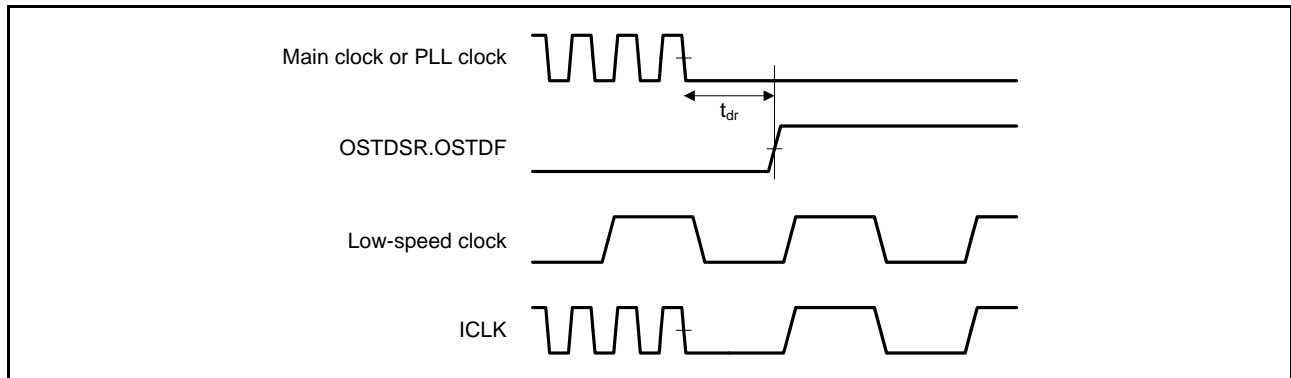 Main clock or PLL clock
tdr
OSTDSR.OSTDF
Low-speed clock
ICLK